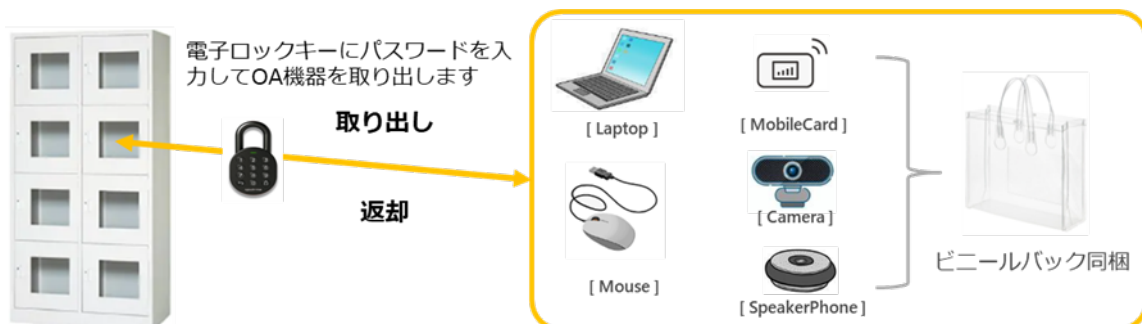 電子ロックキーにパスワードを入
力してOA機器を取り出します
取り出し
返却
[ Laptop ]
[ MobileCard ]
[ Camera ]
[ Mouse ]
[ SpeakerPhone ]
ビニールバック同梱